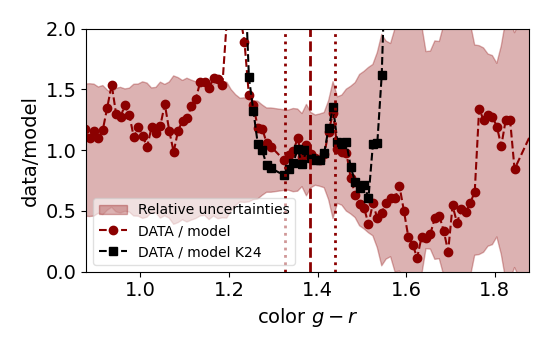 2.0
1.5
1.0
0.5
0.0
data/model
Relative uncertainties
DATA / model
DATA / model K24
1.0 1.2 1.4 1.6 1.8
color g − r